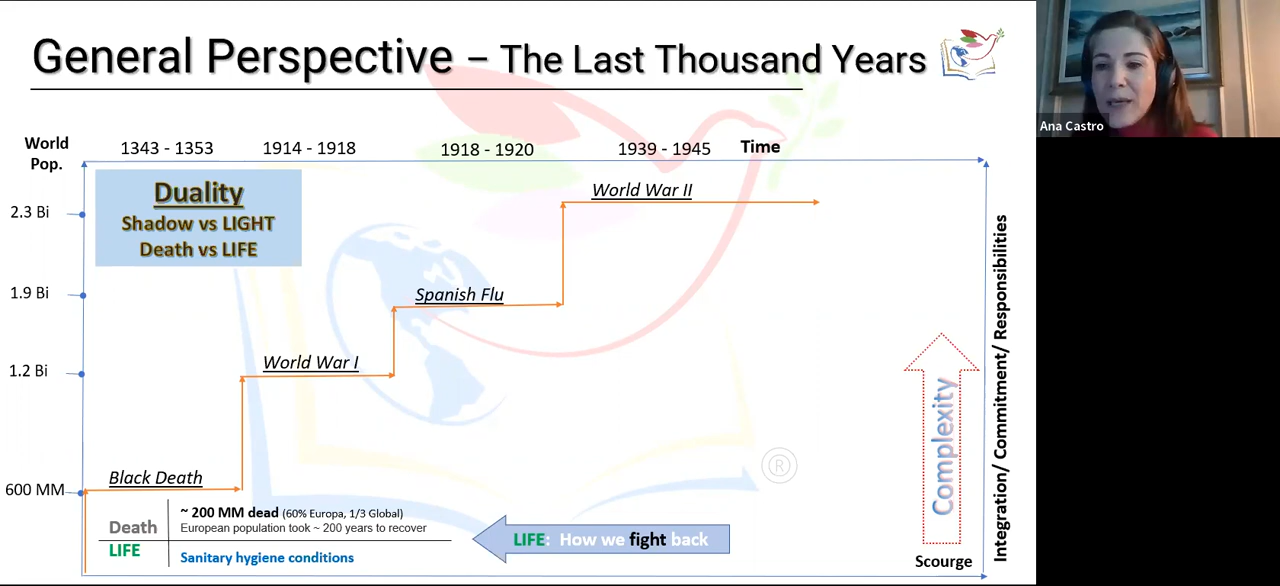 General Perspective – The Last Thousand Years
Ana Castro
World
Pop.
1343 - 1353
1914 - 1918
1918 - 1920
1939 - 1945
Time
Duality
Shadow vs LIGHT
Death vs LIFE
2.3 Bi
World War II
1.9 Bi
Spanish Flu
1.2 Bi
World War I
600 MM
Black Death
Death
~ 200 MM dead (60% Europa, 1/3 Global)
European population took ~ 200 years to recover
LIFE
Sanitary hygiene conditions
LIFE: How we fight back
®
Complexity
Scourge
Integration/ Commitment/ Responsibilities